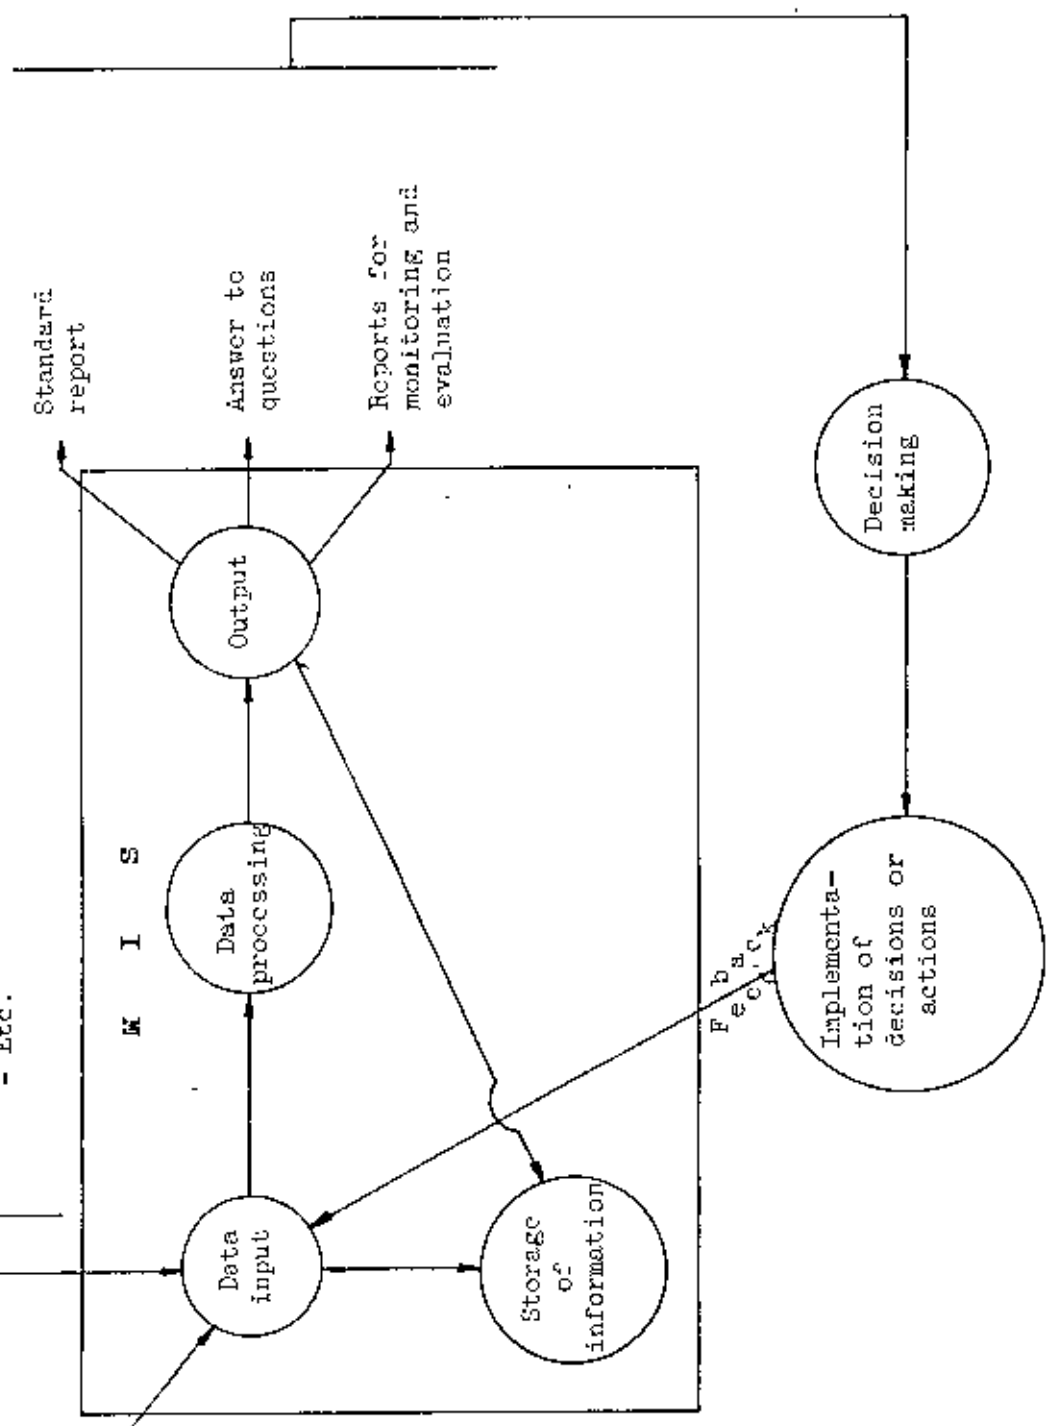 - Etc.
M I S
Data
input
Data
processing
Output
Standard
report
Answer to
questions
Reports for
monitoring and
evaluation
Storage
of
information
Feedback
Implementa-
tion of
decisions or
actions
Decision
making